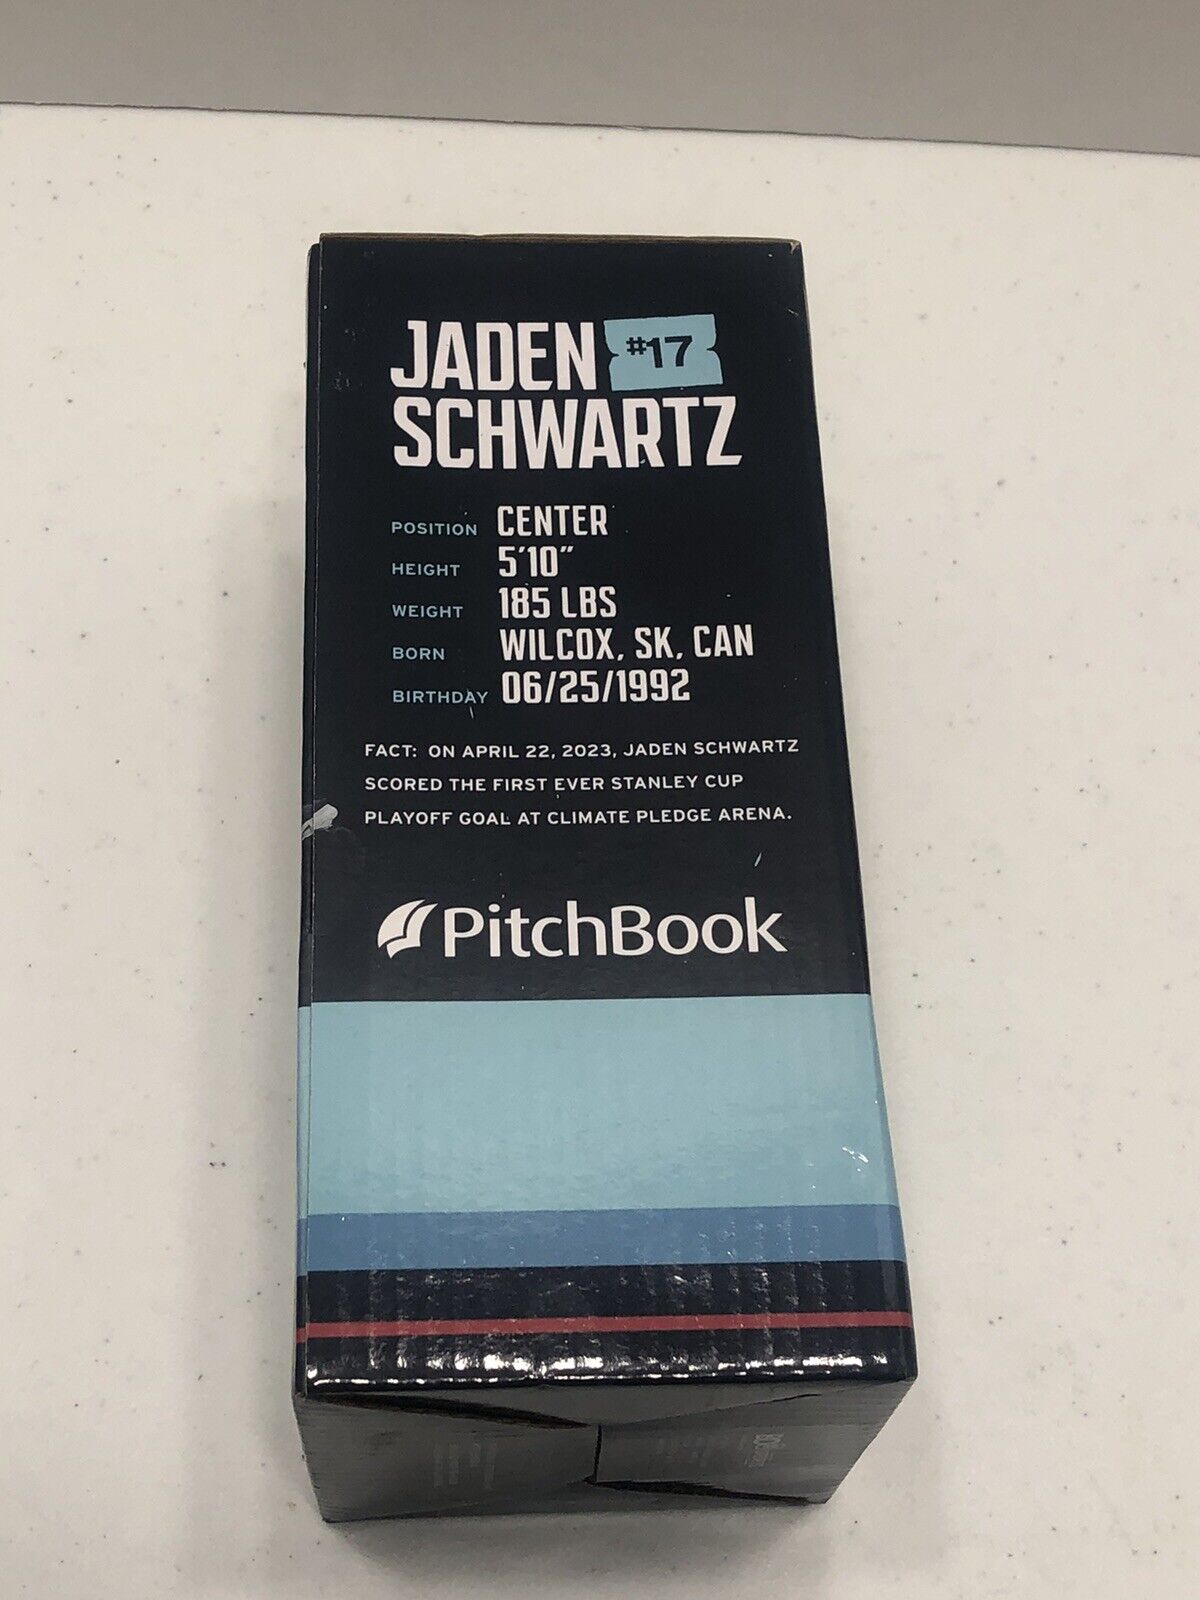 JADEN #17
SCHWARTZ
POSITION CENTER
HEIGHT 5'10"
WEIGHT 185 LBS
BORN WILCOX, SK, CAN
BIRTHDAY 06/25/1992
FACT: ON APRIL 22, 2023, JADEN SCHWARTZ
SCORED THE FIRST EVER STANLEY CUP
PLAYOFF GOAL AT CLIMATE PLEDGE ARENA.
PitchBook